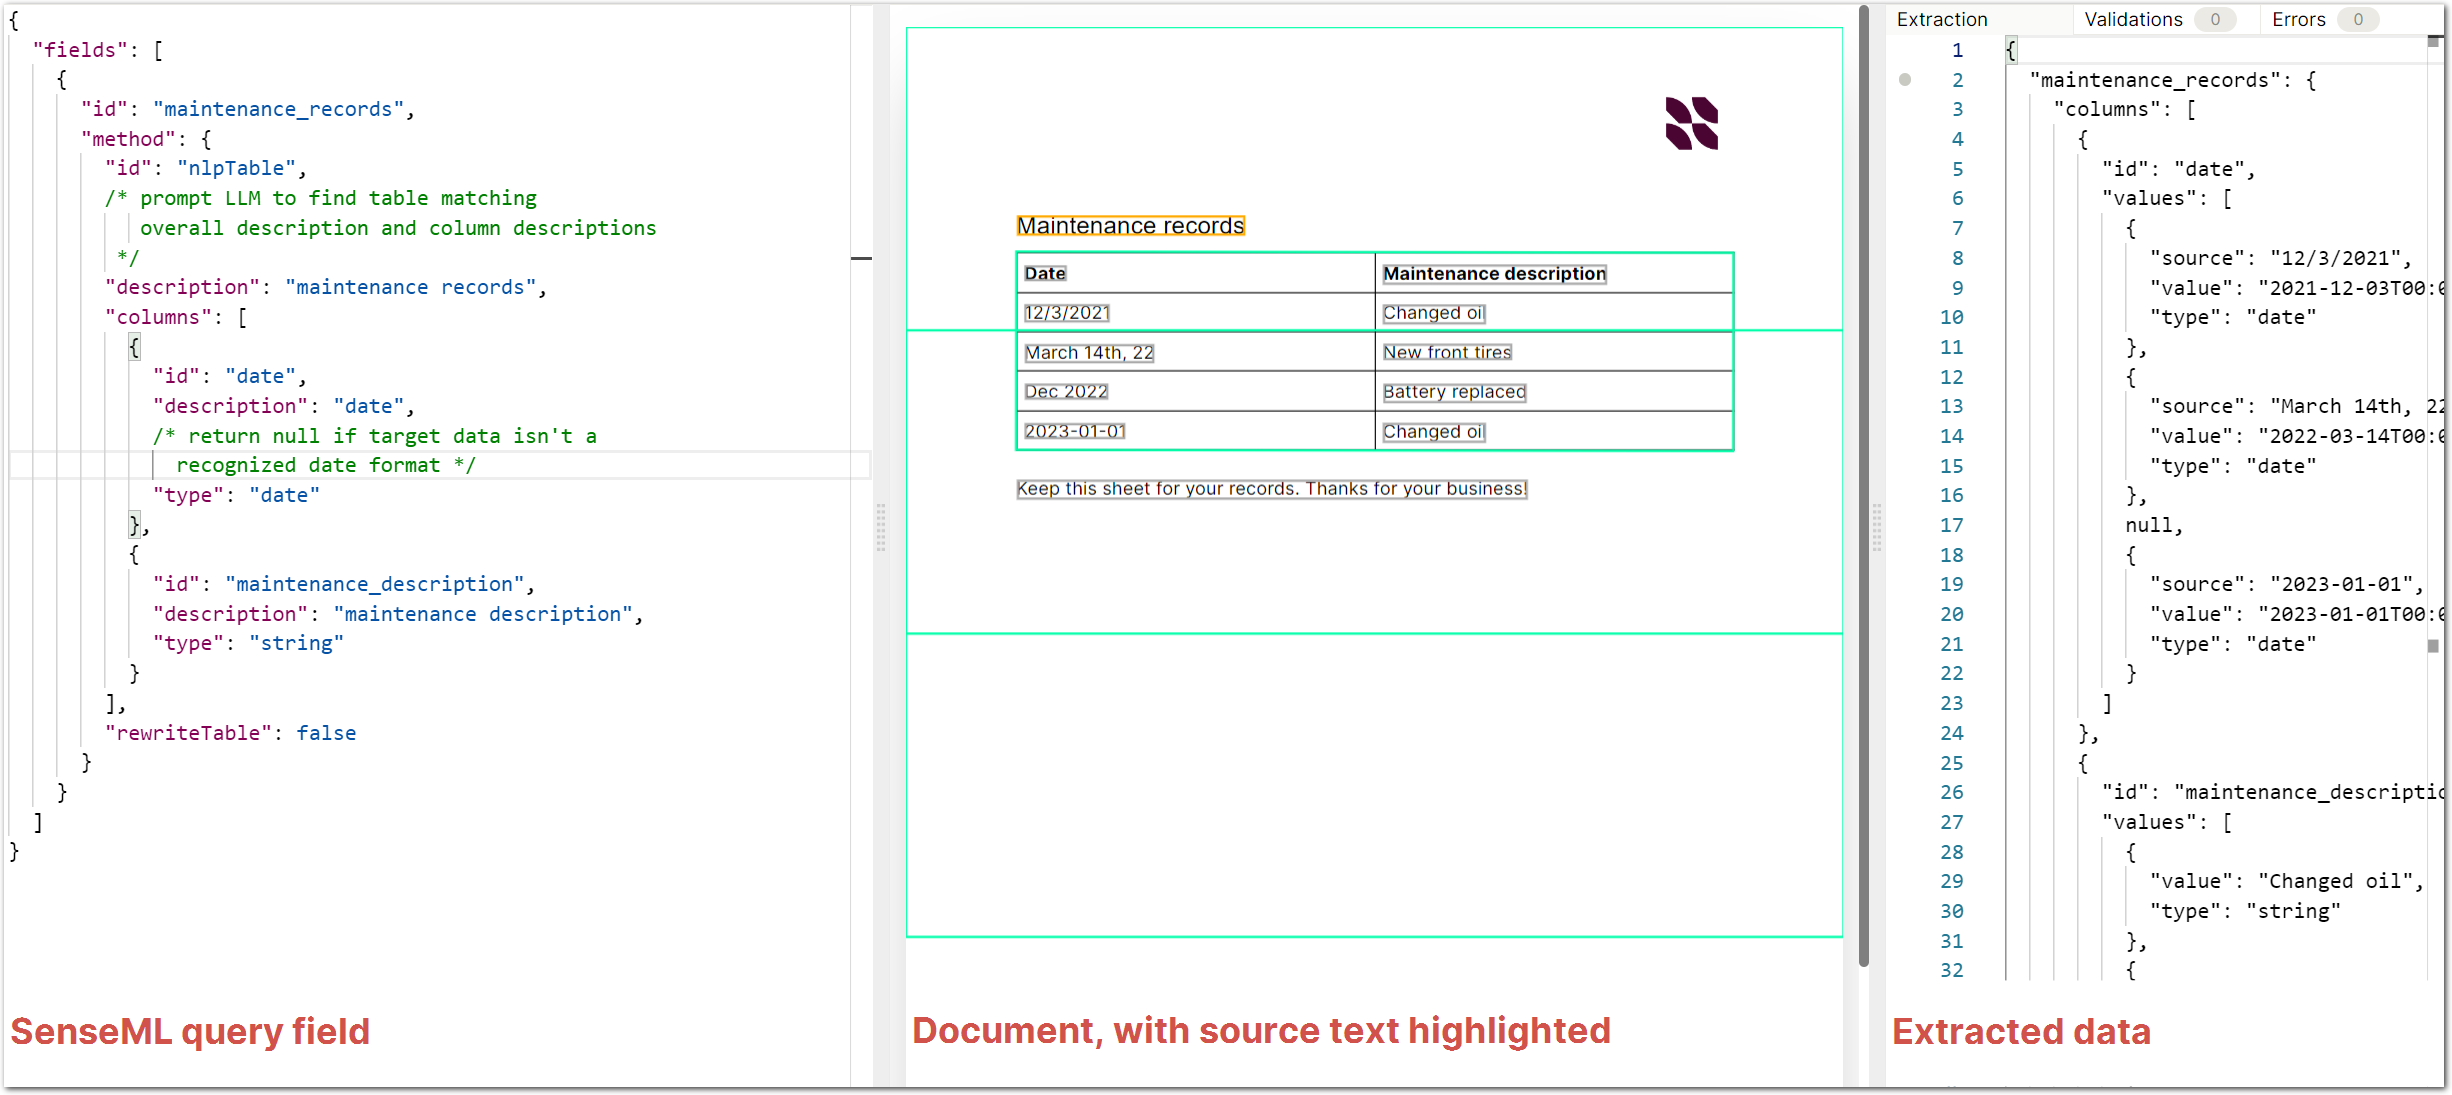 {
"fields": [
{
"id": "maintenance_records",
"method": {
"id": "nlpTable",
/* prompt LLM to find table matching
overall description and column descriptions
*/
"description": "maintenance records",
"columns": [
{
"id": "date",
"description": "date",
/* return null if target data isn't a
recognized date format */
"type": "date"
},
{
"id": "maintenance_description",
"description": "maintenance description",
"type": "string"
}
],
"rewriteTable": false
}
}
]
}
SenseML query field
Maintenance records
Date Maintenance description
12/3/2021 Changed oil
March 14th, 22 New front tires
Dec 2022 Battery replaced
2023-01-01 Changed oil
Keep this sheet for your records. Thanks for your business!
Document, with source text highlighted
Extraction Validations 0 Errors 0
1 {
2 "maintenance_records": {
3 "columns": [
4 {
5 "id": "date",
6 "values": [
7 {
8 "source": "12/3/2021",
9 "value": "2021-12-03T00:0
10 "type": "date"
11 },
12 {
13 "source": "March 14th, 22
14 "value": "2022-03-14T00:0
15 "type": "date"
16 },
17 null,
18 {
19 "source": "2023-01-01",
20 "value": "2023-01-01T00:0
21 "type": "date"
22 }
23 ]
24 },
25 {
26 "id": "maintenance_descriptio
27 "values": [
28 {
29 "value": "Changed oil",
30 "type": "string"
31 },
32 {
Extracted data